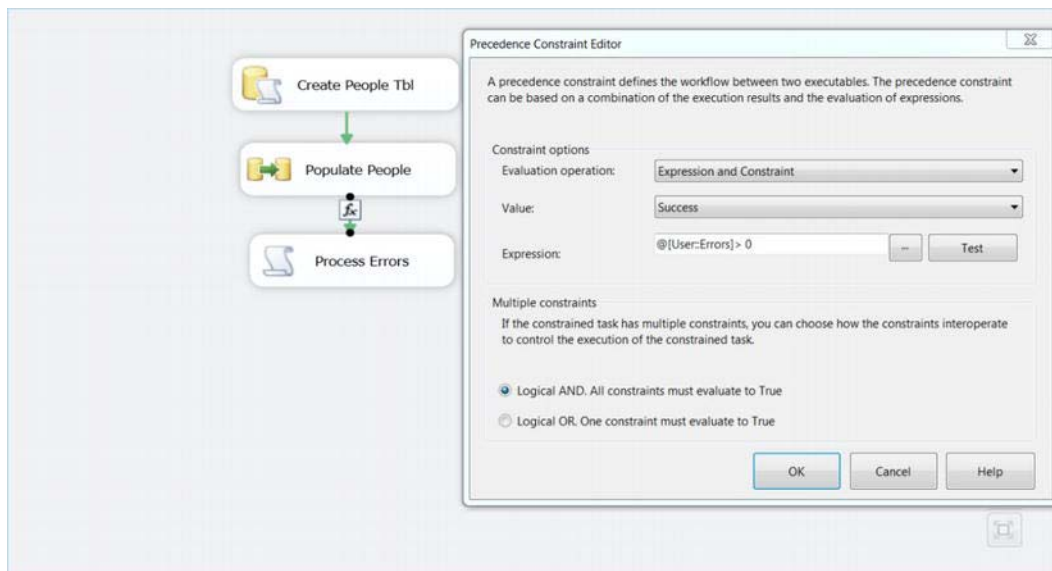 Create People Tbl
Populate People
fx
Process Errors
Precedence Constraint Editor
A precedence constraint defines the workflow between two executables. The precedence constraint
can be based on a combination of the execution results and the evaluation of expressions.
Constraint options
Evaluation operation: Expression and Constraint
Value: Success
Expression: @[User::Errors]> 0 ... Test
Multiple constraints
If the constrained task has multiple constraints, you can choose how the constraints interoperate
to control the execution of the constrained task.
Logical AND. All constraints must evaluate to True
Logical OR. One constraint must evaluate to True
OK Cancel Help